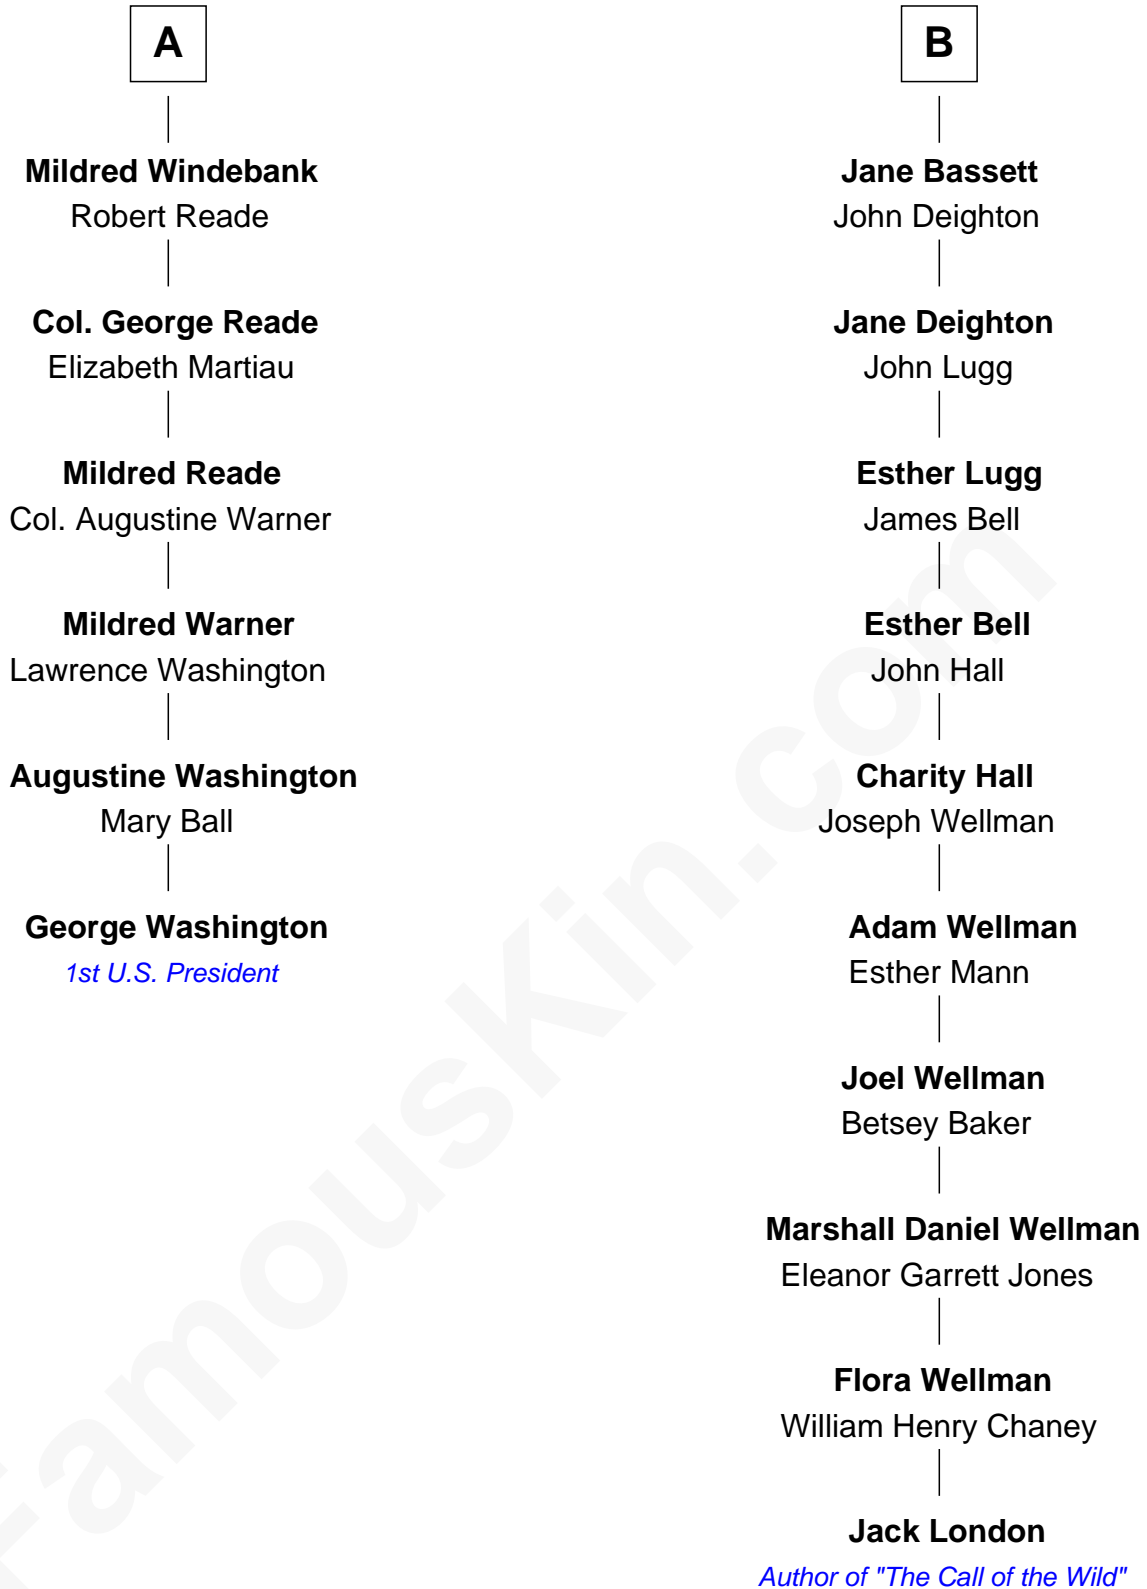 A
Mildred Windebank
Robert Reade
Col. George Reade
Elizabeth Martiau
Mildred Reade
Col. Augustine Warner
Mildred Warner
Lawrence Washington
Augustine Washington
Mary Ball
George Washington
1st U.S. President
B
Jane Bassett
John Deighton
Jane Deighton
John Lugg
Esther Lugg
James Bell
Esther Bell
John Hall
Charity Hall
Joseph Wellman
Adam Wellman
Esther Mann
Joel Wellman
Betsey Baker
Marshall Daniel Wellman
Eleanor Garrett Jones
Flora Wellman
William Henry Chaney
Jack London
Author of "The Call of the Wild"
FamousKin.com